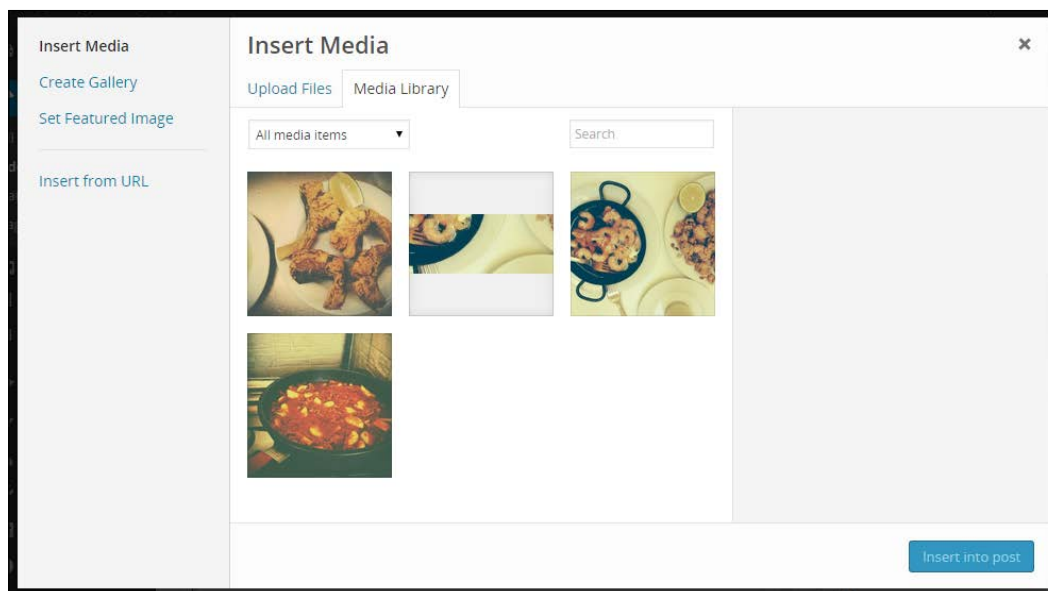 Insert Media
Create Gallery
Set Featured Image
Insert from URL
Insert Media
Upload Files
Media Library
All media items
Search
Insert into post